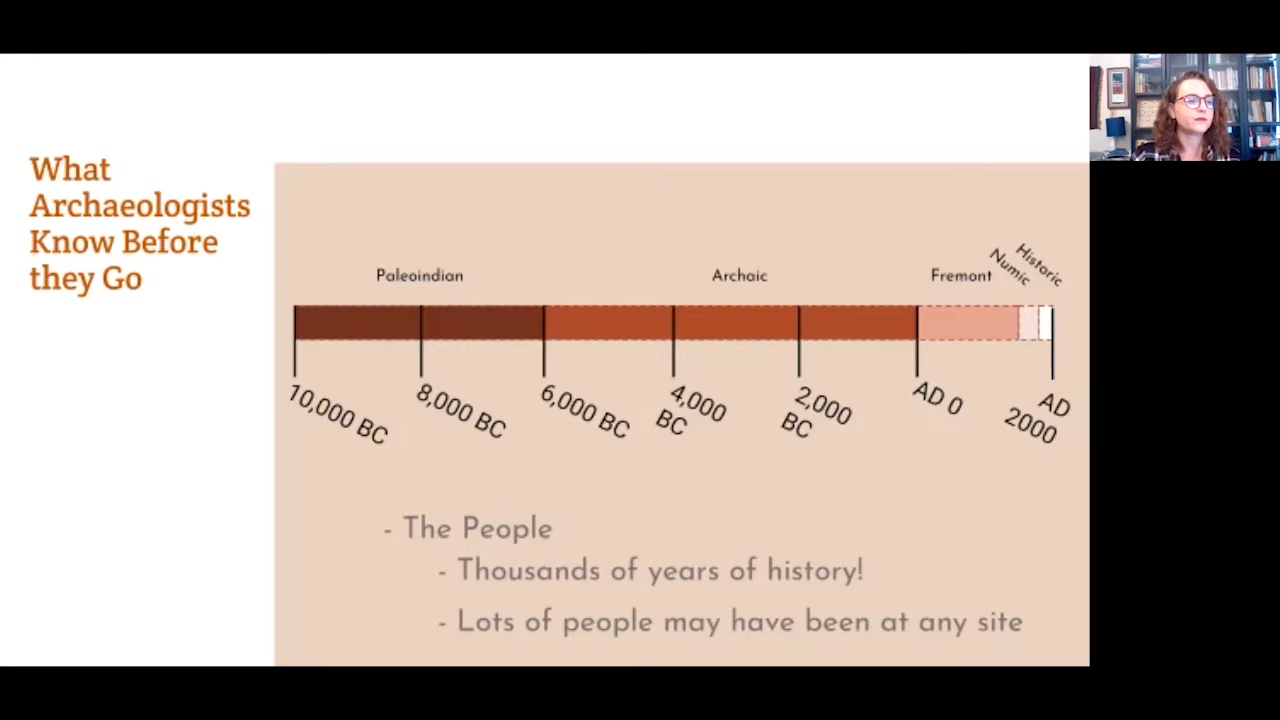 What
Archaeologists
Know Before
they Go
Paleoindian
Archaic
Fremont
Numic
Historic
10,000 BC
8,000 BC
6,000 BC
4,000
BC
2,000
BC
AD 0
AD
2000
- The People
- Thousands of years of history!
- Lots of people may have been at any site